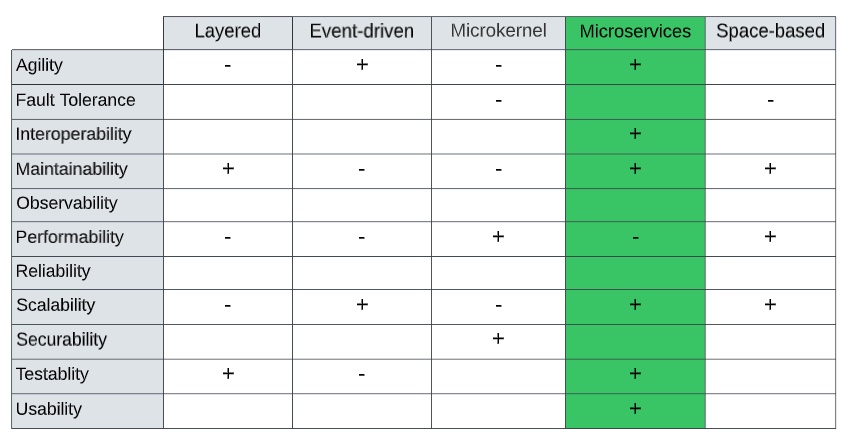 Layered Event-driven Microkernel Microservices Space-based
Agility - + - + 
Fault Tolerance - -
Interoperability +
Maintainability + - - + +
Observability
Performability - - + - +
Reliability
Scalability - + - + +
Securability +
Testablity + - +
Usability +